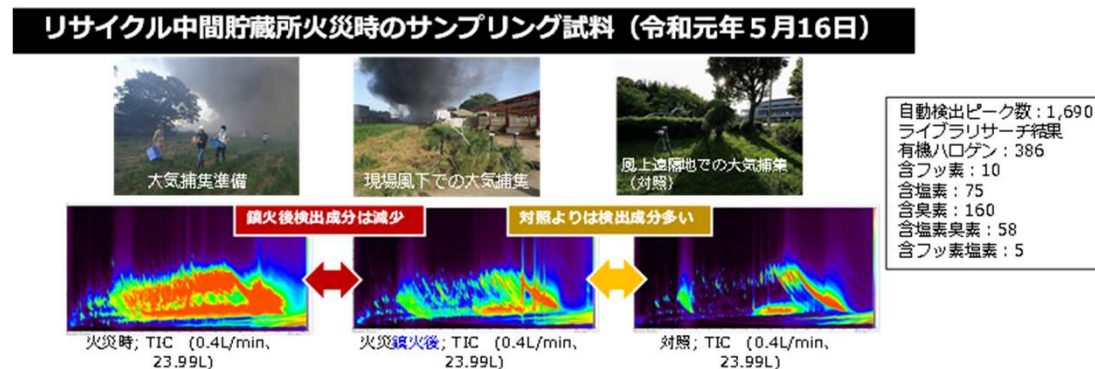 リサイクル中間貯蔵所火災時のサンプリング試料（令和元年５月16日）
大気捕集準備
現場風下での大気捕集
風上遠隔地での大気捕集
（対照）
自動検出ピーク数：1,690
ライブラリサーチ結果
有機ハロゲン：386
含フッ素：10
含塩素：75
含臭素：160
含塩素臭素：58
含フッ素塩素：5
鎮火後検出成分は減少
対照よりは検出成分多い
火災時; TIC （0.4L/min、
23.99L）
火災鎮火後; TIC （0.4L/min、
23.99L）
対照; TIC （0.4L/min、
23.99L）